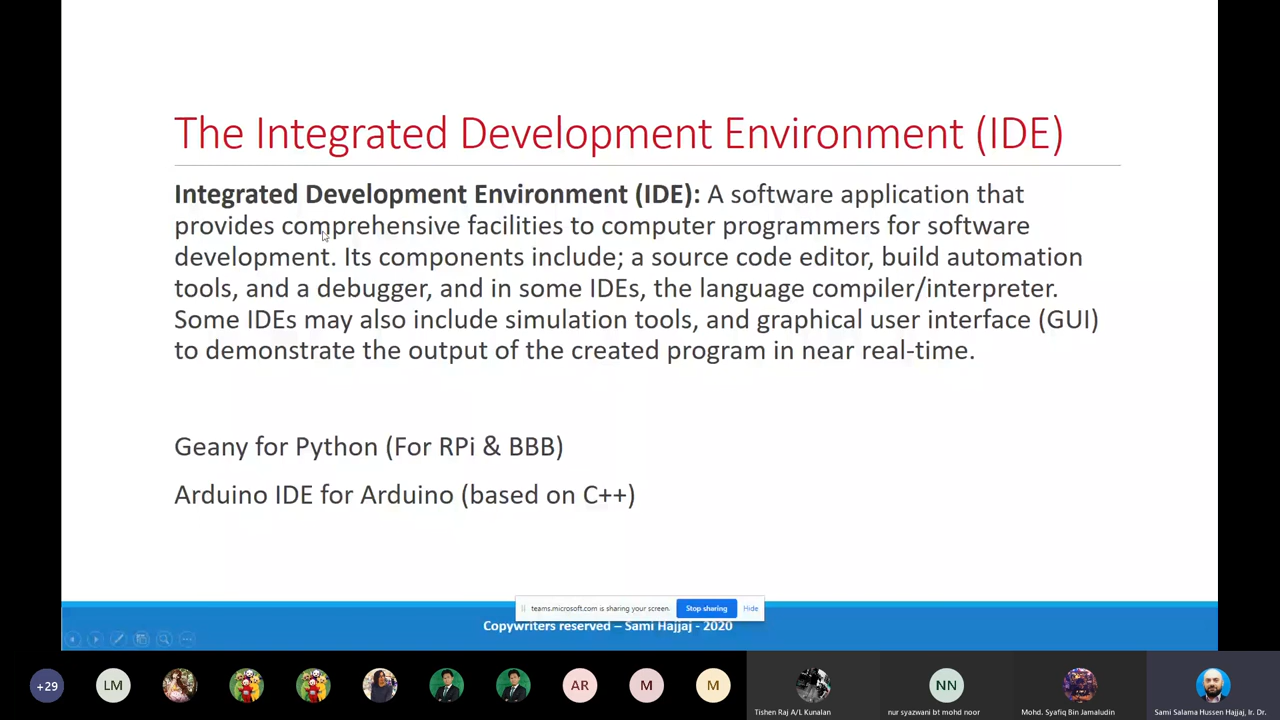 The Integrated Development Environment (IDE)
Integrated Development Environment (IDE): A software application that
provides comprehensive facilities to computer programmers for software
development. Its components include; a source code editor, build automation
tools, and a debugger, and in some IDEs, the language compiler/interpreter.
Some IDEs may also include simulation tools, and graphical user interface (GUI)
to demonstrate the output of the created program in near real-time.
Geany for Python (For RPi & BBB)
Arduino IDE for Arduino (based on C++)
teams.microsoft.com is sharing your screen. Stop sharing Hide
Copywriters reserved – Sami Hajjaj - 2020
+29 LM AR M M NN
Tishen Raj A/L Kunalan nur syazwani bt mohd noor Mohd. Syafiq Bin Jamaludin Sami Salama Hussen Hajjaj, Ir. Dr.